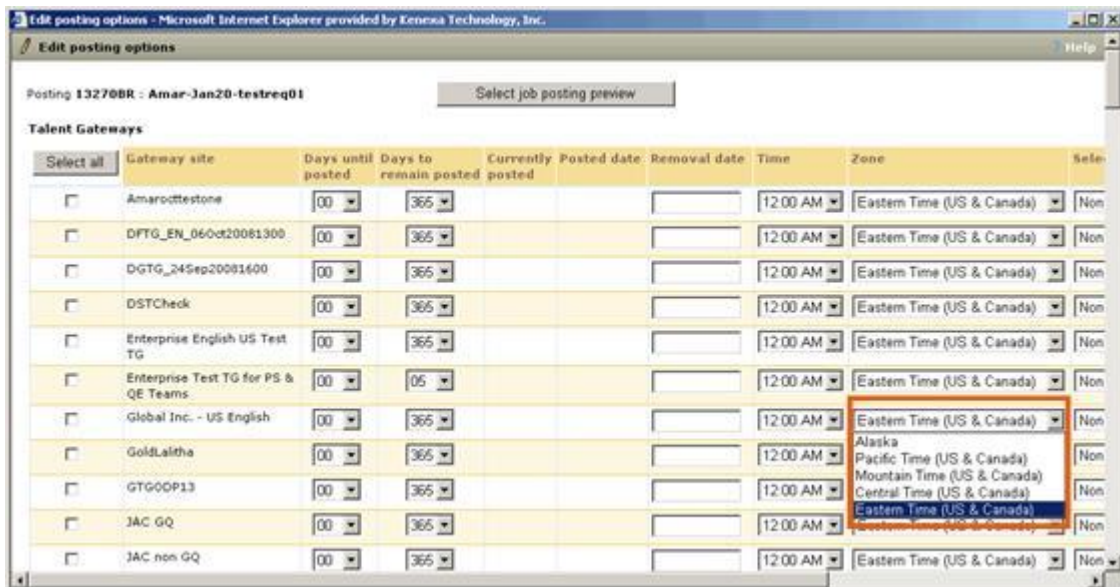 Edit posting options - Microsoft Internet Explorer provided by Kenexa Technology, Inc.
Edit posting options
? Help
Posting 13270BR : Amar-Jan20-testreq01
Select job posting preview
Talent Gateways
Select all Gateway site Days until posted Days to remain posted Currently posted Posted date Removal date Time Zone Sele
Amarocttestone 00 365 12:00 AM Eastern Time (US & Canada) Non
DFTG_EN_06Oct20081300 00 365 12:00 AM Eastern Time (US & Canada) Non
DGTG_24Sep20081600 00 365 12:00 AM Eastern Time (US & Canada) Non
DSTCheck 00 365 12:00 AM Eastern Time (US & Canada) Non
Enterprise English US Test TG 00 365 12:00 AM Eastern Time (US & Canada) Non
Enterprise Test TG for PS & QE Teams 00 05 12:00 AM Eastern Time (US & Canada) Non
Global Inc. - US English 00 365 12:00 AM Eastern Time (US & Canada) Non
Alaska
Pacific Time (US & Canada)
Mountain Time (US & Canada)
Central Time (US & Canada)
Eastern Time (US & Canada)
GoldLalitha 00 365 12:00 AM Non
GTGODP13 00 365 12:00 AM Non
JAC GQ 00 365 12:00 AM Eastern Time (US & Canada) Non
JAC non GQ 00 365 12:00 AM Eastern Time (US & Canada) Non